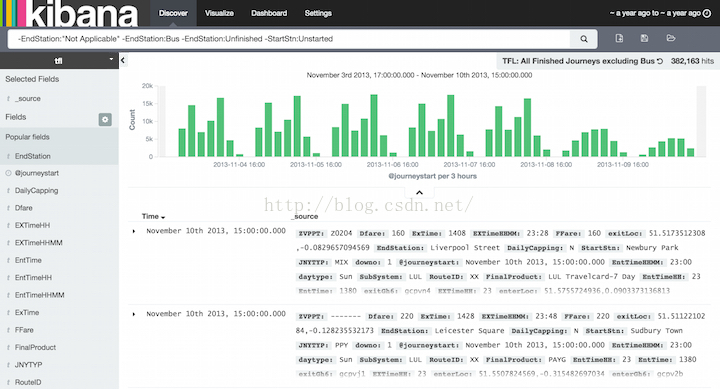 kibana
Discover Visualize Dashboard Settings ~ a year ago to ~ a year ago
-EndStation:"Not Applicable" -EndStation:Bus -EndStation:Unfinished -StartStn:Unstarted
tfl
TFL: All Finished Journeys excluding Bus 382,163 hits
Selected Fields
t _source
Fields
Popular fields
t EndStation
@journeystart
t DailyCapping
t Dfare
t EXTimeHH
t EXTimeHHMM
t EntTime
t EntTimeHH
t EntTimeHHMM
t ExTime
t FFare
t FinalProduct
t JNYTYP
t RouteID
November 3rd 2013, 17:00:00.000 - November 10th 2013, 15:00:00.000
Count
20k
15k
10k
5k
0
2013-11-04 16:00 2013-11-05 16:00 2013-11-06 16:00 2013-11-07 16:00 2013-11-08 16:00 2013-11-09 16:00
@journeystart per 3 hours
http://blog.csdn.net/
Time _source
November 10th 2013, 15:00:00.000
ZVPPT: Z0204 Dfare: 160 ExTime: 1408 EXTimeHHMM: 23:28 FFare: 160 exitLoc: 51.5173512308
,-0.0829657094569 EndStation: Liverpool Street DailyCapping: N StartStn: Newbury Park
JNYTYP: MIX downo: 1 @journeystart: November 10th 2013, 15:00:00.000 EntTimeHHMM: 23:00
daytype: Sun SubSystem: LUL RouteID: XX FinalProduct: LUL Travelcard-7 Day EntTimeHH: 23
EntTime: 1380 exitGh6: gcpvn4 EXTimeHH: 23 enterLoc: 51.5755724936,0.0903373136813
November 10th 2013, 15:00:00.000
ZVPPT: ------- Dfare: 220 ExTime: 1428 EXTimeHHMM: 23:48 FFare: 220 exitLoc: 51.51122102
84,-0.128235532173 EndStation: Leicester Square DailyCapping: N StartStn: Sudbury Town
JNYTYP: PPY downo: 1 @journeystart: November 10th 2013, 15:00:00.000 EntTimeHHMM: 23:00
daytype: Sun SubSystem: LUL RouteID: XX FinalProduct: PAYG EntTimeHH: 23 EntTime: 1380
exitGh6: gcpvj1 EXTimeHH: 23 enterLoc: 51.5507824569,-0.315482697034 enterGh6: gcpv2b